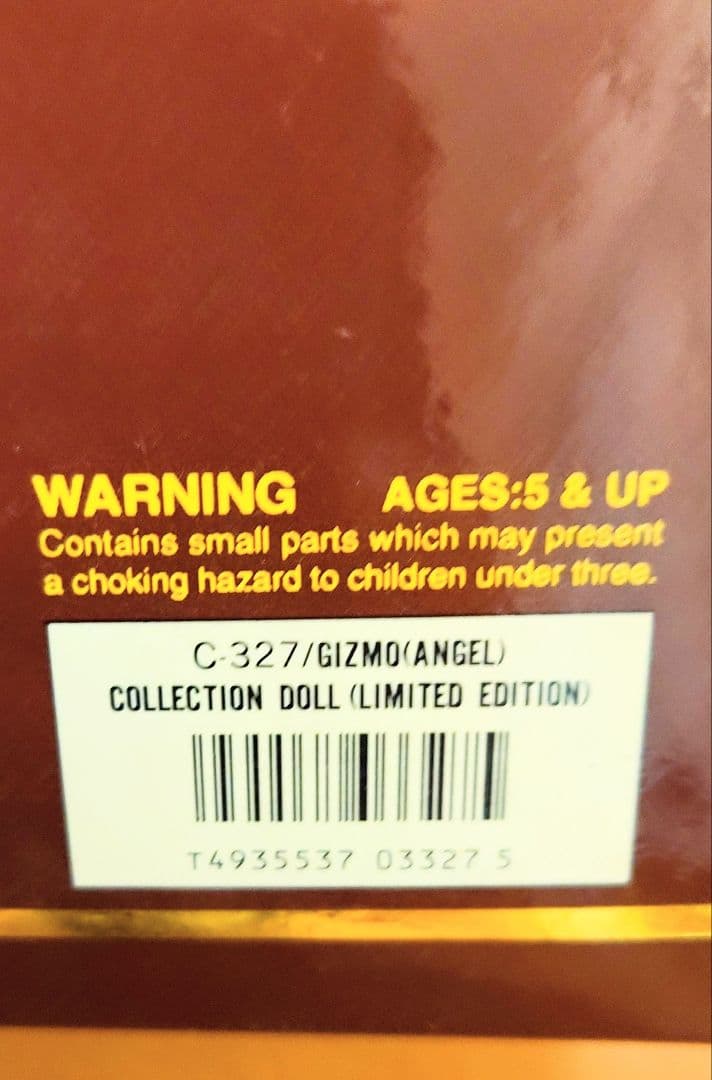 WARNING AGES:5 & UP
Contains small parts which may present
a choking hazard to children under three.
C-327/GIZMO(ANGEL)
COLLECTION DOLL (LIMITED EDITION)
T4935537 03327 5